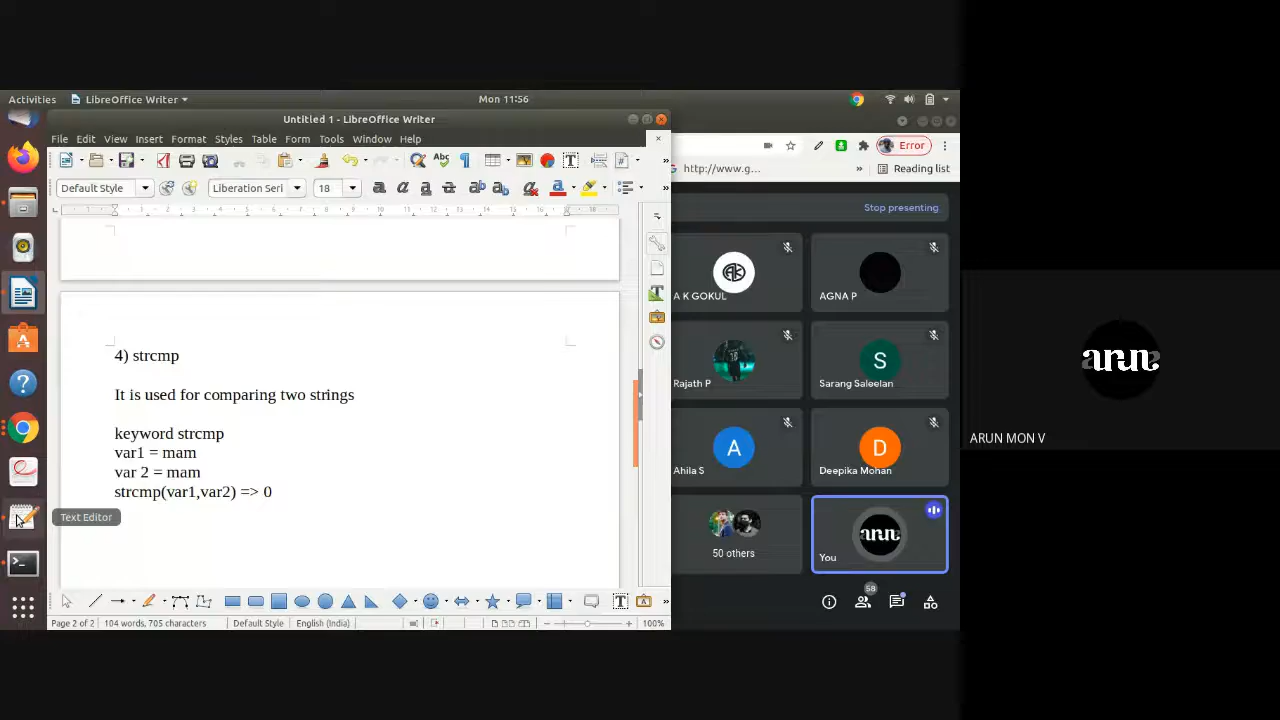 Activities
LibreOffice Writer
Mon 11:56
Untitled 1 - LibreOffice Writer
File Edit View Insert Format Styles Table Form Tools Window Help
Error
http://www.g...
» Reading list
Default Style
Liberation Seri
18
Stop presenting
4) strcmp
It is used for comparing two strings
keyword strcmp
var1 = mam
var 2 = mam
strcmp(var1,var2) => 0
Text Editor
A K GOKUL
AGNA P
Rajath P
S
Sarang Saleelan
A
Ahila S
D
Deepika Mohan
50 others
arun
You
58
arun
ARUN MON V
Page 2 of 2
104 words, 705 characters
Default Style
English (India)
100%